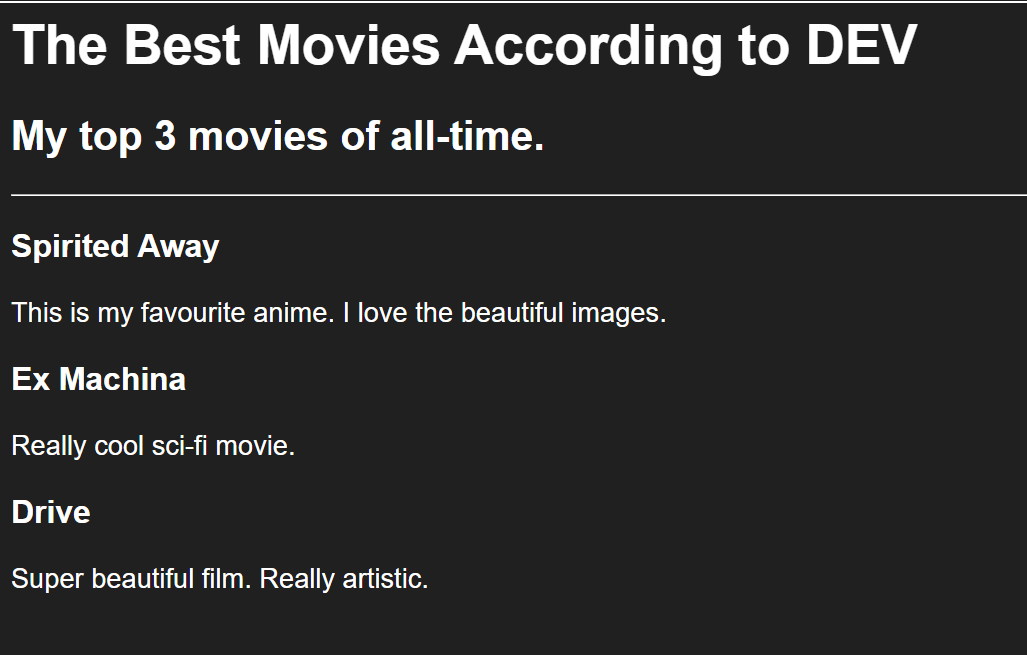 The Best Movies According to DEV
My top 3 movies of all-time.
Spirited Away
This is my favourite anime. I love the beautiful images.
Ex Machina
Really cool sci-fi movie.
Drive
Super beautiful film. Really artistic.